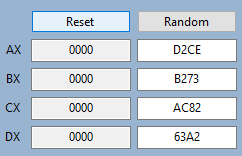 Reset Random
AX 0000 D2CE
BX 0000 B273
CX 0000 AC82
DX 0000 63A2